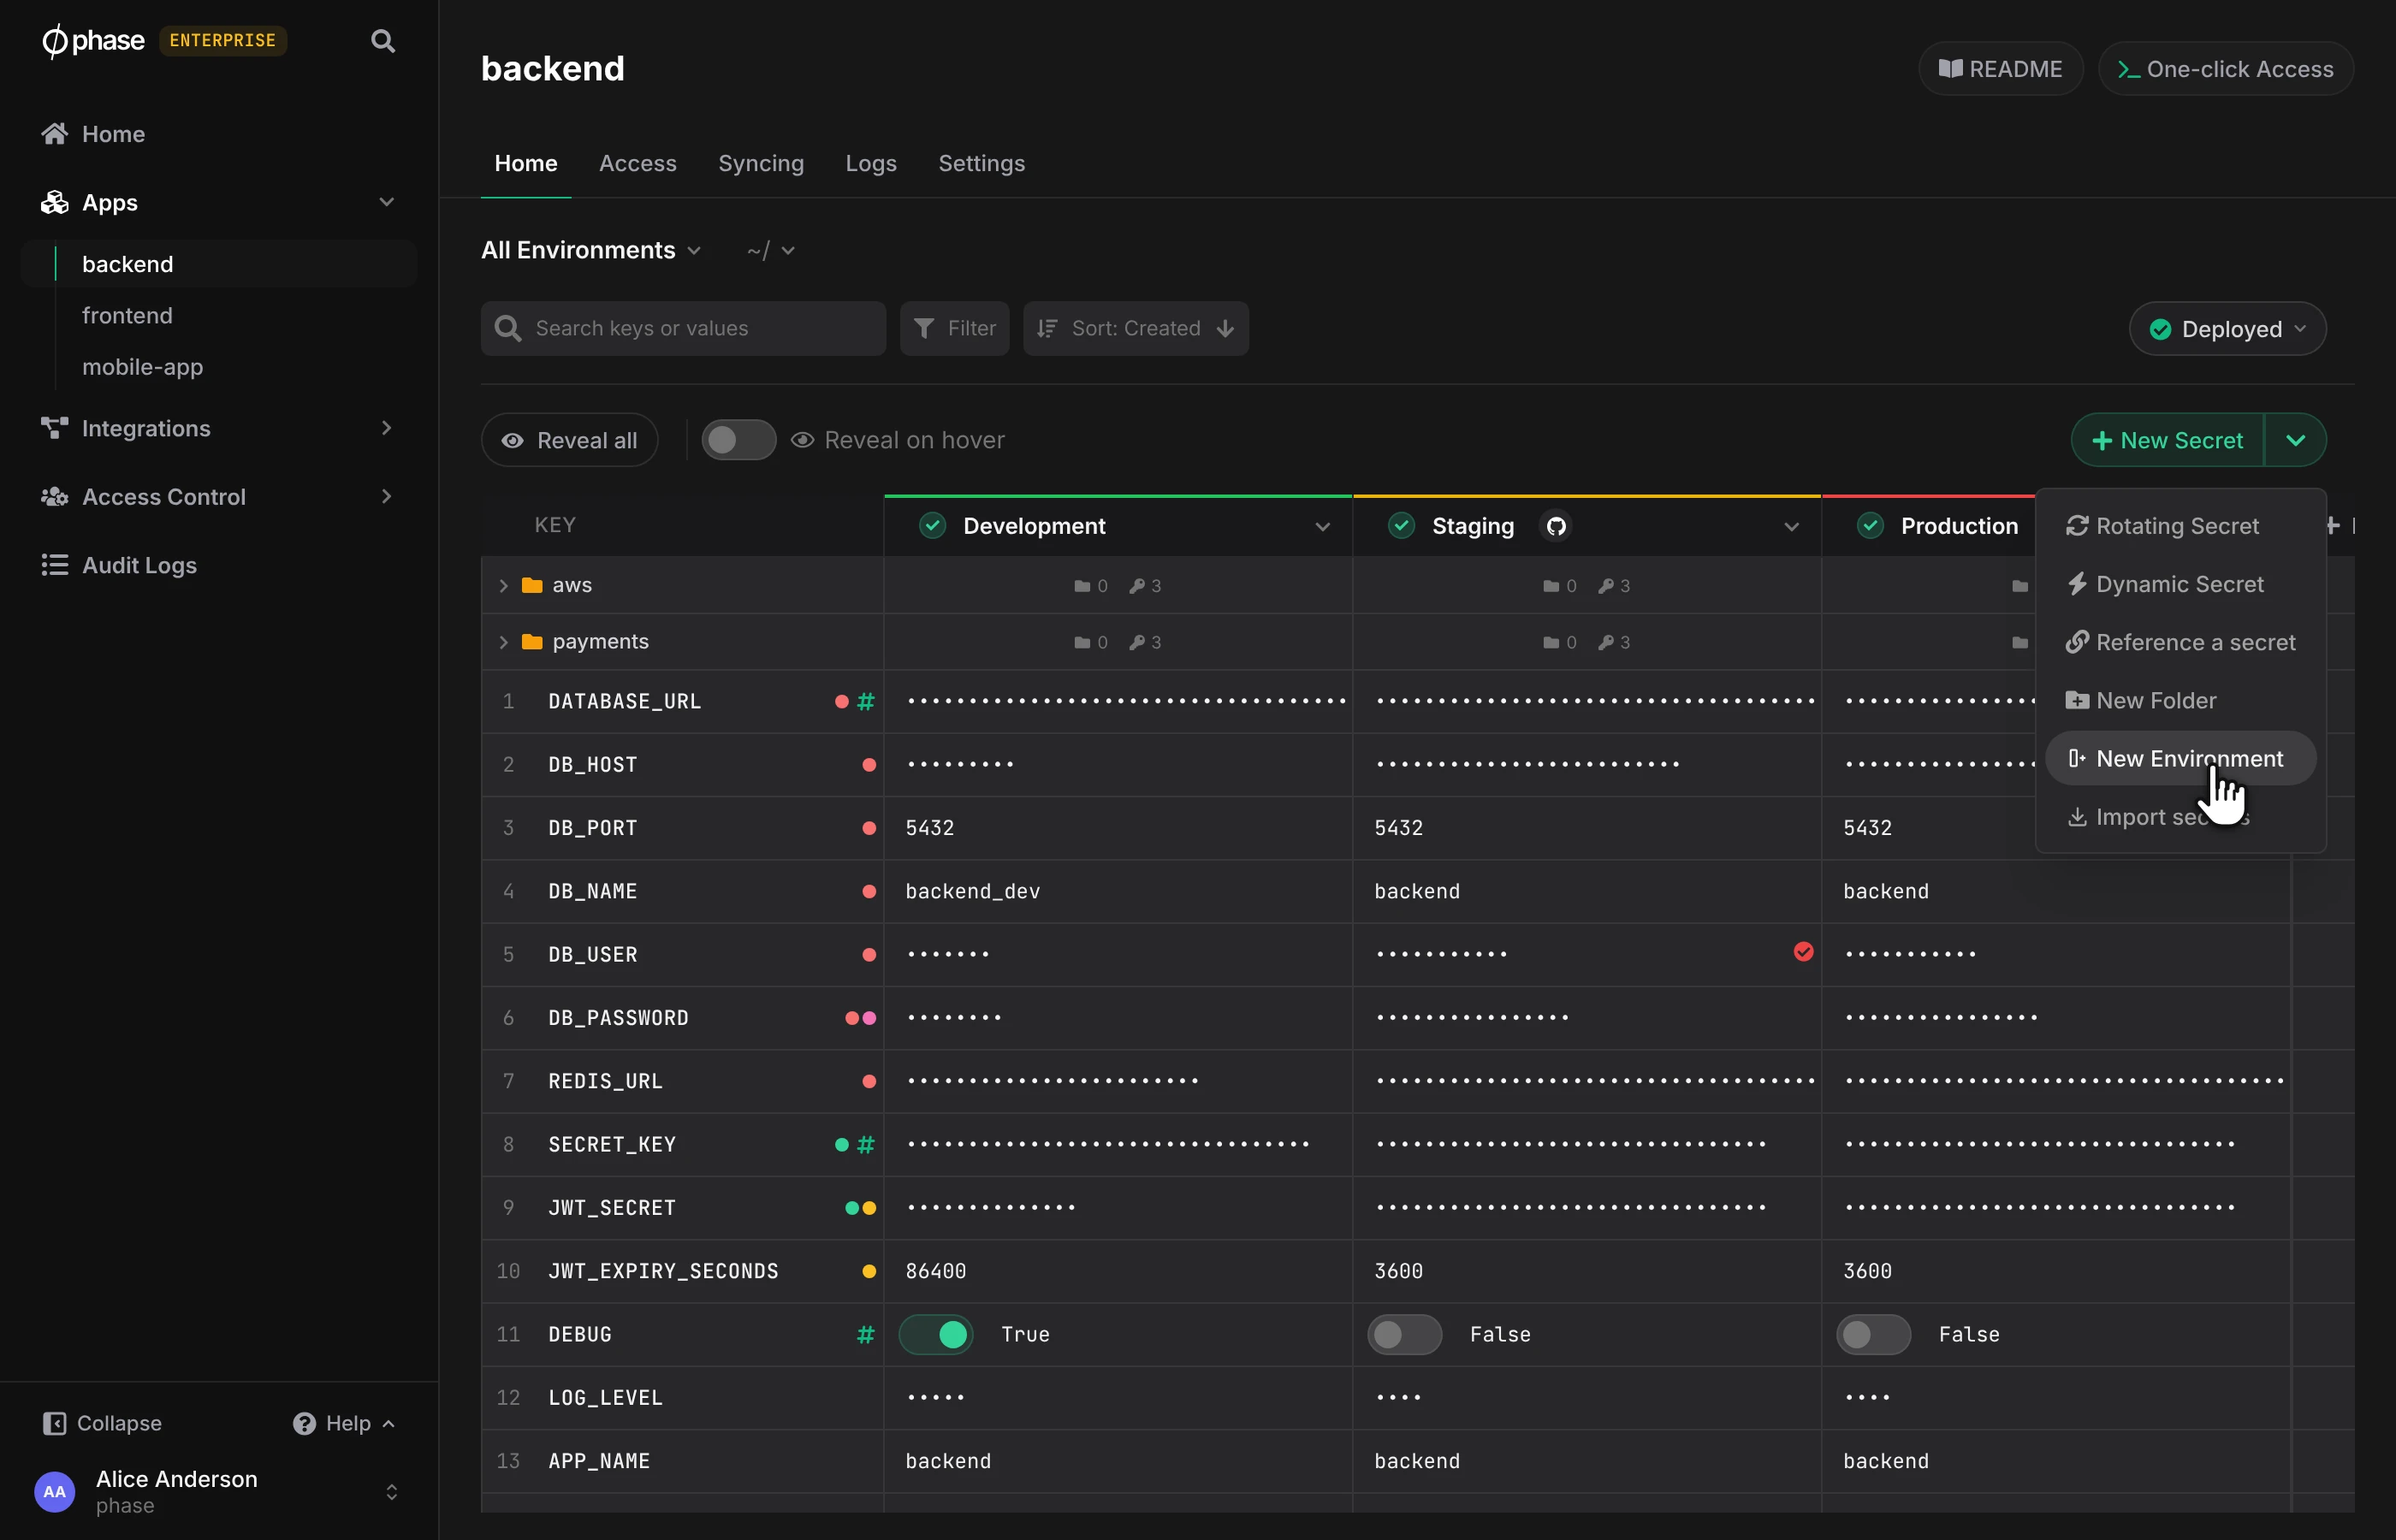 phase ENTERPRISE
Home
Apps
backend
frontend
mobile-app
Integrations
Access Control
Audit Logs
Collapse
Help
AA
Alice Anderson
phase
backend
README
One-click Access
Home Access Syncing Logs Settings
All Environments ~/
Search keys or values
Filter
Sort: Created
Deployed
Reveal all
Reveal on hover
New Secret
Rotating Secret
Dynamic Secret
Reference a secret
New Folder
New Environment
Import
KEY Development Staging Production
aws 0 3 0 3
payments 0 3 0 3
1 DATABASE_URL # •••••••••••••••••••••••••••••••••••• •••••••••••••••••••••••••••••••••••• ••••••••••••••••
2 DB_HOST ••••••••• ••••••••••••••••••••••••• ••••••••••••••••
3 DB_PORT 5432 5432 5432
4 DB_NAME backend_dev backend backend
5 DB_USER ••••••• ••••••••••• •••••••••••
6 DB_PASSWORD •••••••• •••••••••••••••• ••••••••••••••••
7 REDIS_URL •••••••••••••••••••••••• •••••••••••••••••••••••••••••••••••• ••••••••••••••••••••••••••••••••••••
8 SECRET_KEY # ••••••••••••••••••••••••••••••••• •••••••••••••••••••••••••••••••• ••••••••••••••••••••••••••••••••
9 JWT_SECRET •••••••••••••• •••••••••••••••••••••••••••••••• ••••••••••••••••••••••••••••••••
10 JWT_EXPIRY_SECONDS 86400 3600 3600
11 DEBUG # True False False
12 LOG_LEVEL ••••• •••• ••••
13 APP_NAME backend backend backend